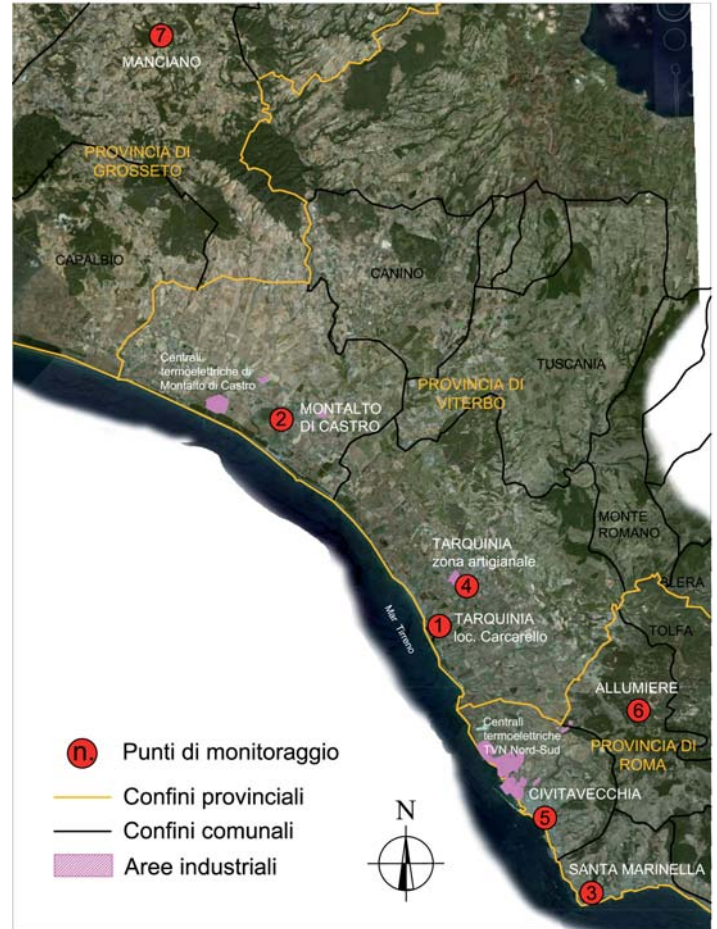 7
MANCIANO
PROVINCIA DI
GROSSETO
CAPALBIO
CANINO
Centrali
termoelettriche di
Montalto di Castro
TUSCANIA
PROVINCIA DI
VITERBO
2
MONTALTO
DI CASTRO
MONTE
ROMANO
TARQUINIA
zona artigianale
4
BLERA
Mar Tirreno
1
TARQUINIA
loc. Carcarello
TOLFA
ALLUMIERE
6
Centrali
termoelettriche
TVN Nord-Sud
PROVINCIA DI
ROMA
CIVITAVECCHIA
5
SANTA MARINELLA
3
n. Punti di monitoraggio
Confini provinciali
Confini comunali
Aree industriali
N